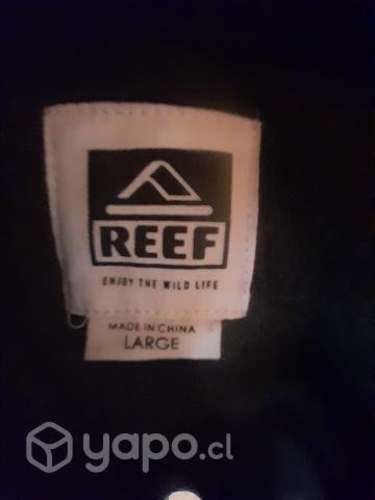 REEF
ENJOY THE WILD LIFE
MADE IN CHINA
LARGE
yapo.cl